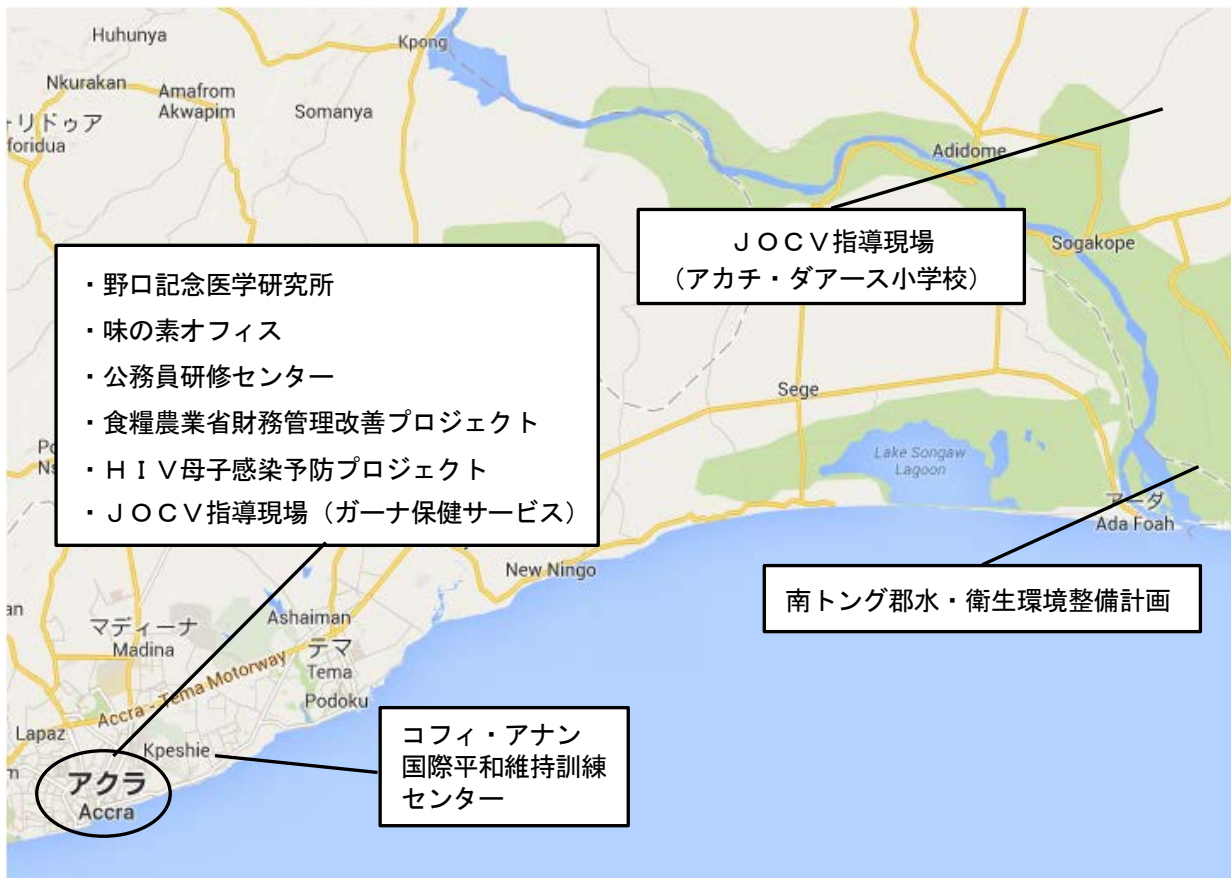 Huhunya
Kpong
Nkurakan
Amafrom
Akwapim
Somanya
トリドゥア
foridua
Adidome
JOCV指導現場
(アカチ・ダアース小学校)
Sogakope
・野口記念医学研究所
・味の素オフィス
・公務員研修センター
・食糧農業省財務管理改善プロジェクト
・HIV母子感染予防プロジェクト
・JOCV指導現場(ガーナ保健サービス)
Sege
Lake Songaw
Lagoon
アーダ
Ada Foah
New Ningo
南トング郡水・衛生環境整備計画
Ashaiman
マディーナ
Madina
テマ
Tema
Accra - Tema Motorway
Podoku
Lapaz
Kpeshie
コフィ・アナン
国際平和維持訓練
センター
アクラ
Accra